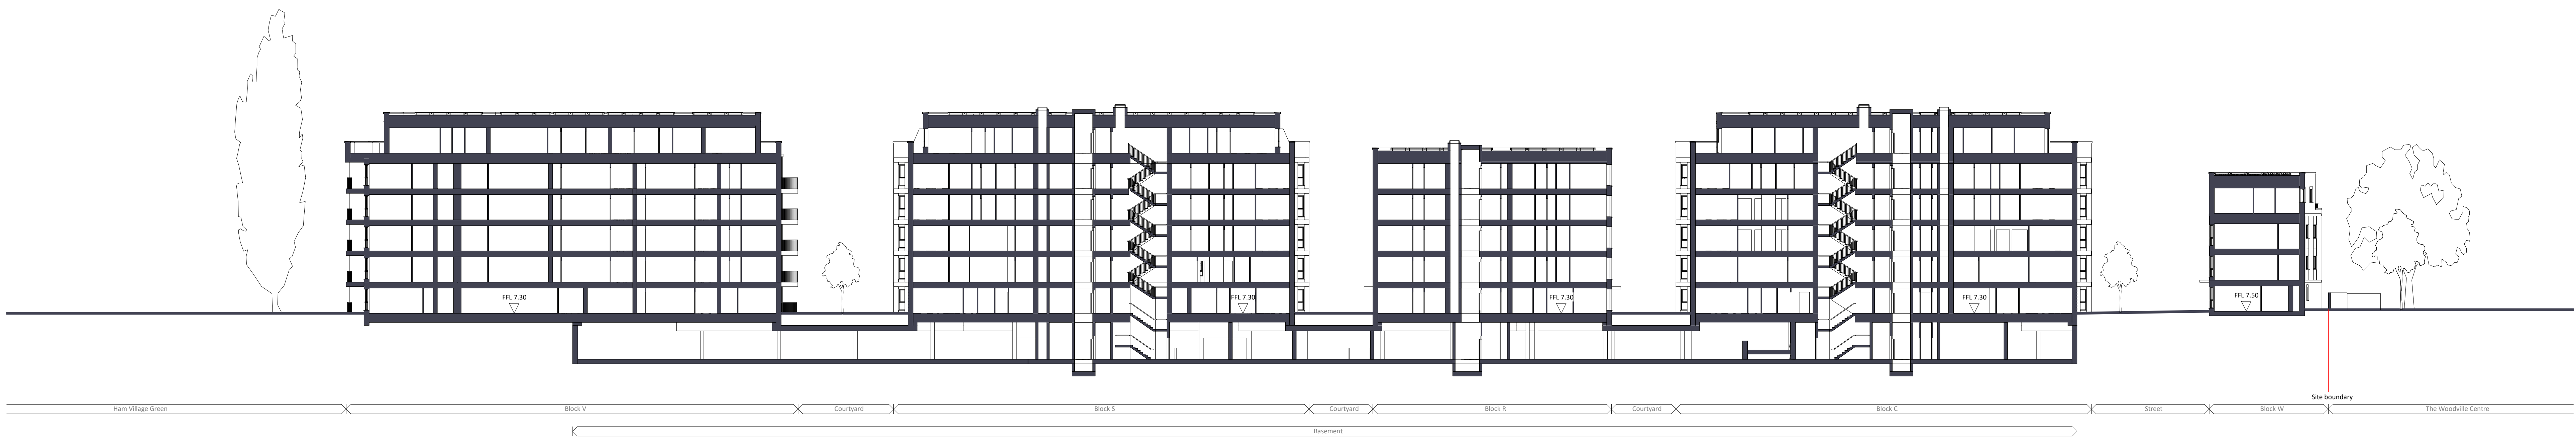 FFL 7.30
FFL 7.30
FFL 7.30
FFL 7.30
FFL 7.50
Site boundary
Ham Village Green
Block V
Courtyard
Block S
Courtyard
Block R
Courtyard
Block C
Street
Block W
The Woodville Centre
Basement